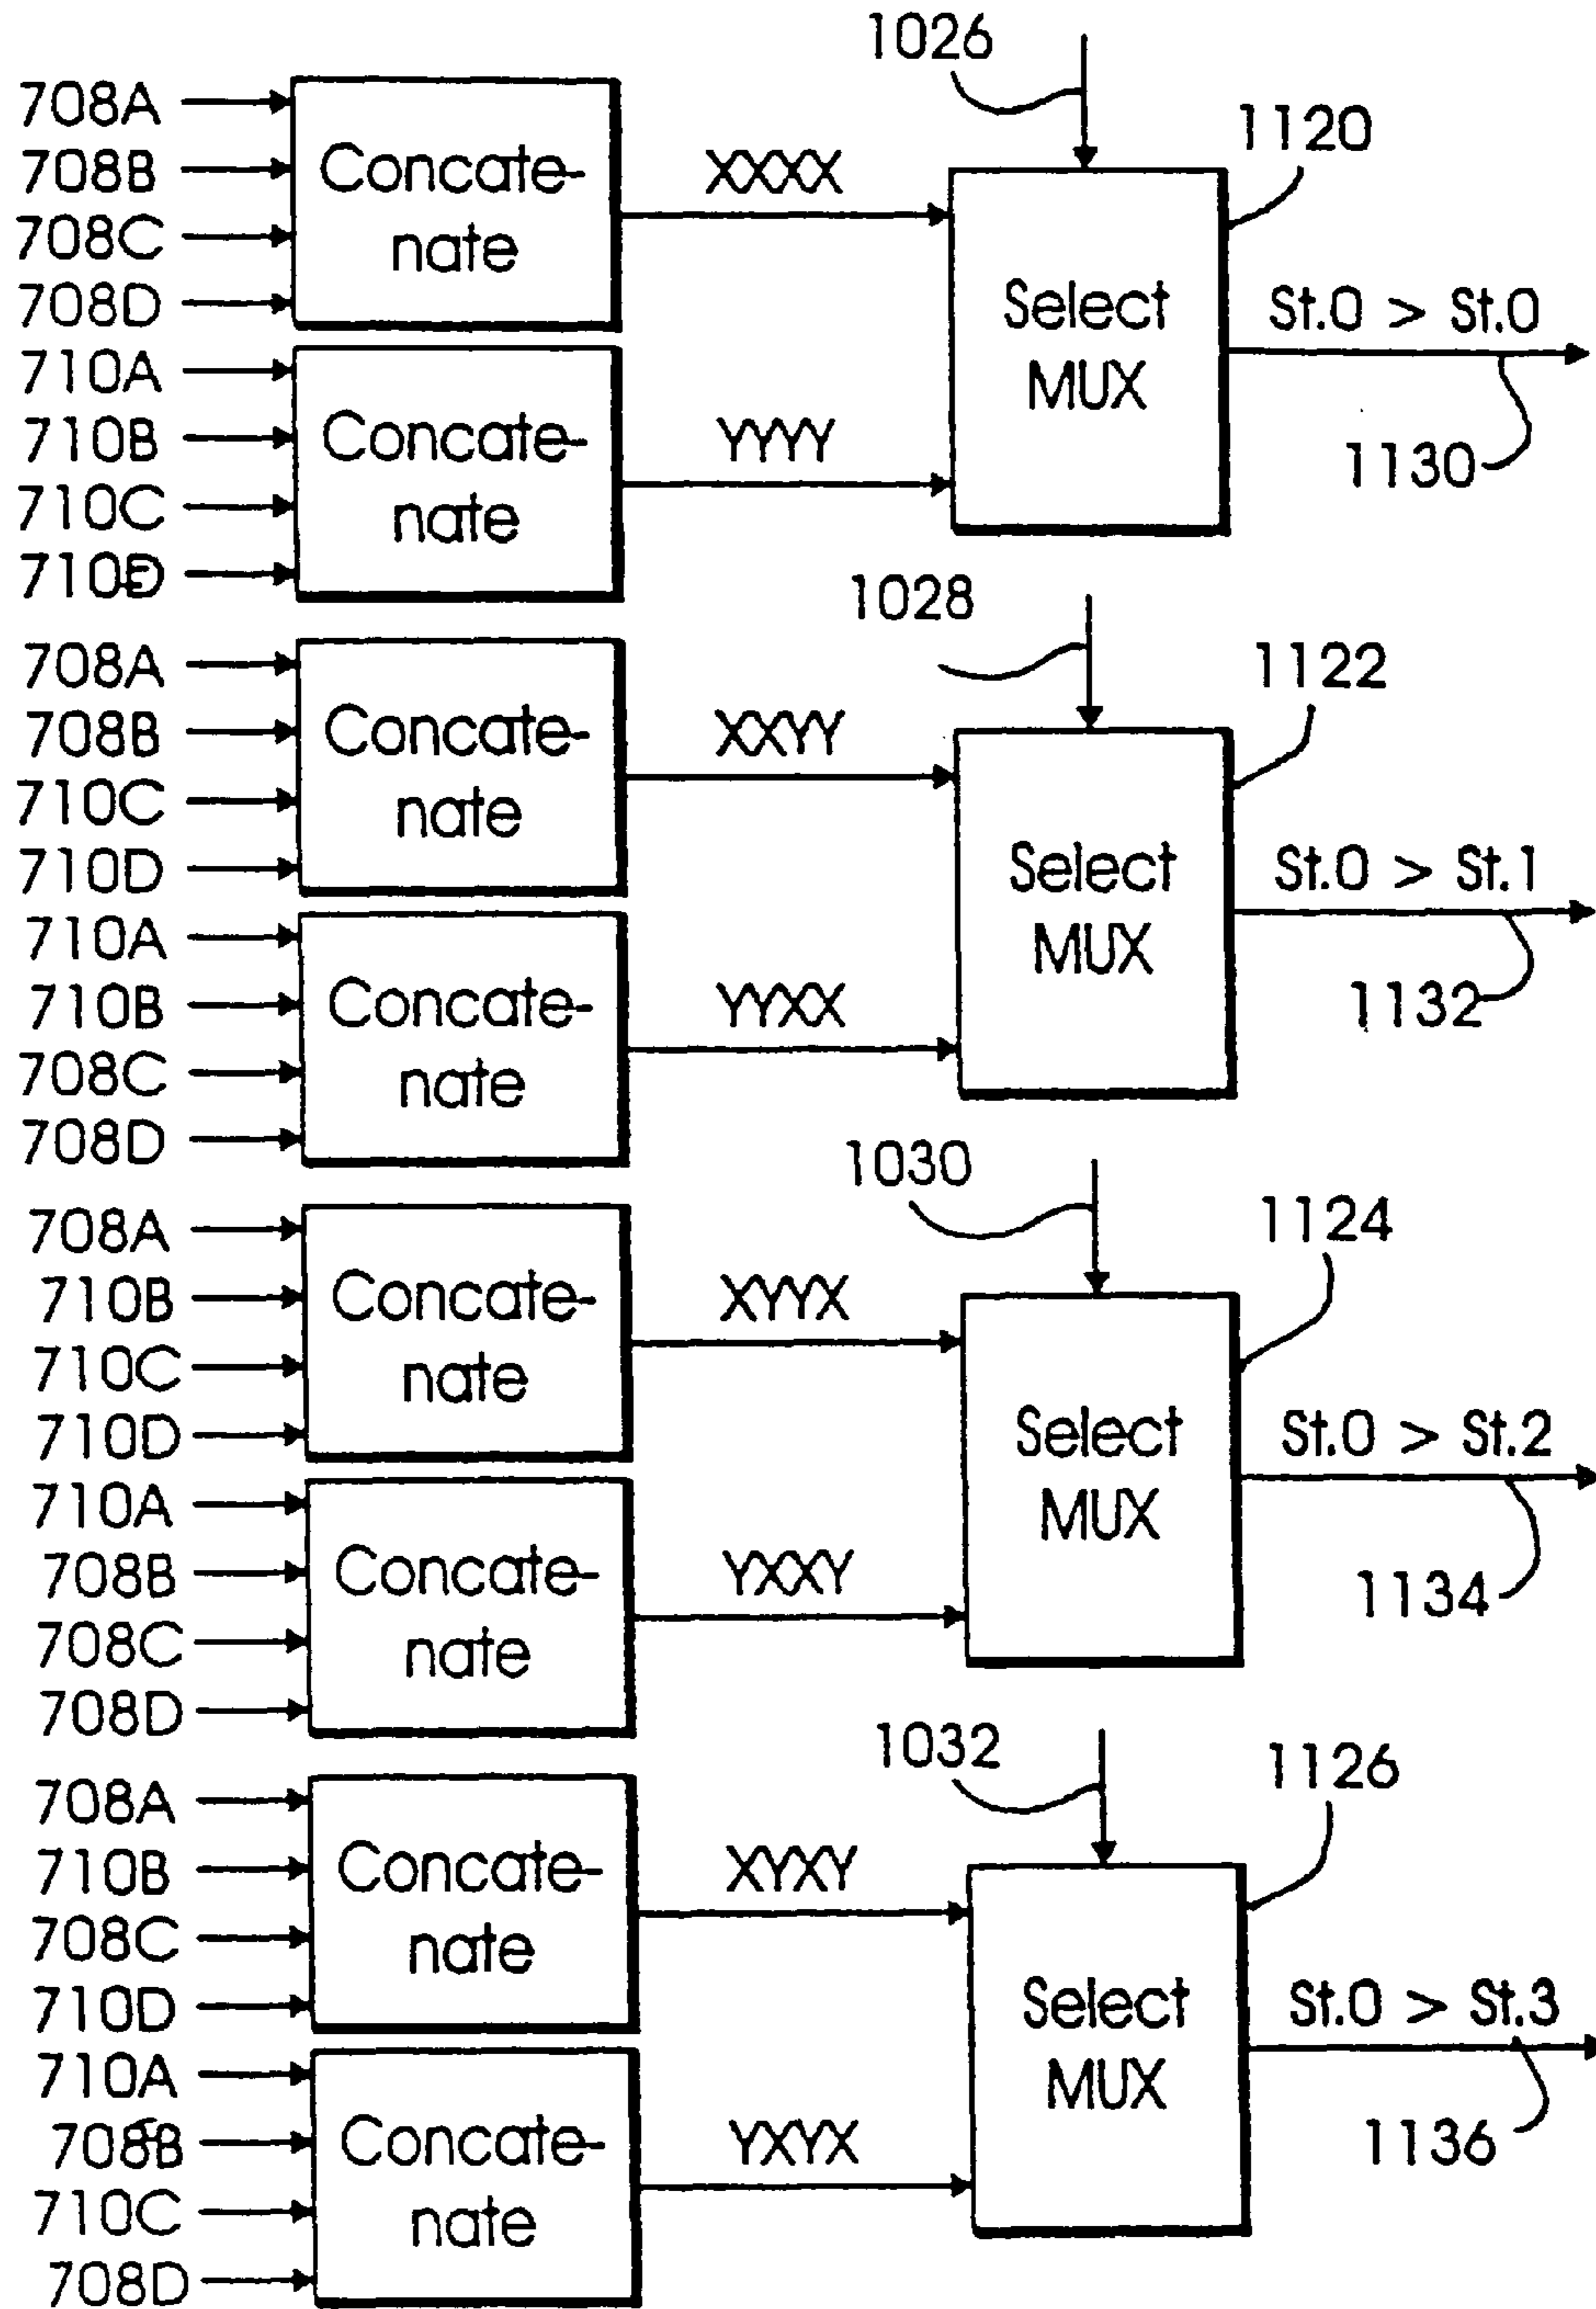 1026
708A
708B
708C
708D
Concate-
nate
XXXX
1120
Select
MUX
St.0 > St.0
1130
710A
710B
710C
710D
Concate-
nate
YYYY
1028
708A
708B
710C
710D
Concate-
nate
XXYY
1122
Select
MUX
St.0 > St.1
1132
710A
710B
708C
708D
Concate-
nate
YYXX
1030
708A
710B
710C
710D
Concate-
nate
XYYX
1124
Select
MUX
St.0 > St.2
1134
710A
708B
708C
708D
Concate-
nate
YXXY
1032
708A
710B
708C
710D
Concate-
nate
XYXY
1126
Select
MUX
St.0 > St.3
1136
710A
708B
710C
708D
Concate-
nate
YXYX